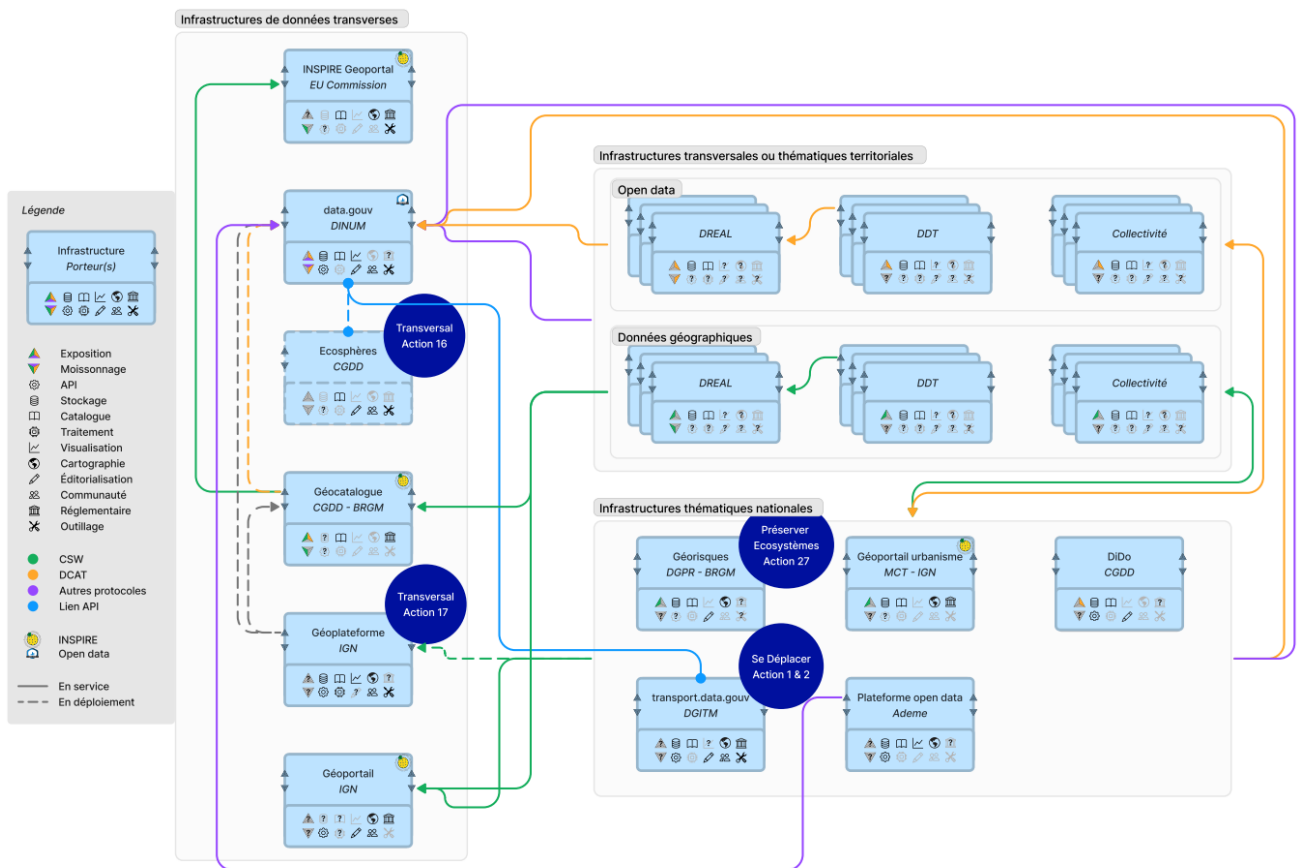 Infrastructures de données transverses
INSPIRE Geoportal
EU Commission
data.gouv
DINUM
Transversal
Action 16
Ecosphères
CGDD
Géocatalogue
CGDD - BRGM
Transversal
Action 17
Géoplateforme
IGN
Géoportail
IGN
Légende
Infrastructure
Porteur(s)
Exposition
Moissonnage
API
Stockage
Catalogue
Traitement
Visualisation
Cartographie
Éditorialisation
Communauté
Réglementaire
Outillage
CSW
DCAT
Autres protocoles
Lien API
INSPIRE
Open data
En service
En déploiement
Infrastructures transversales ou thématiques territoriales
Open data
DREAL
DDT
Collectivité
Données géographiques
DREAL
DDT
Collectivité
Infrastructures thématiques nationales
Géorisques
DGPR - BRGM
Préserver
Ecosystèmes
Action 27
Géoportail urbanisme
MCT - IGN
DiDo
CGDD
Se Déplacer
Action 1 & 2
transport.data.gouv
DGITM
Plateforme open data
Ademe